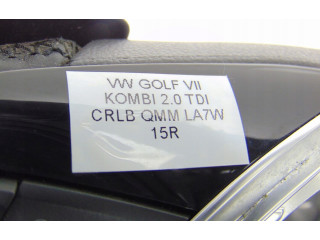 VW GOLF VII
KOMBI 2.0 TDI
CRLB QMM LA7W
15R